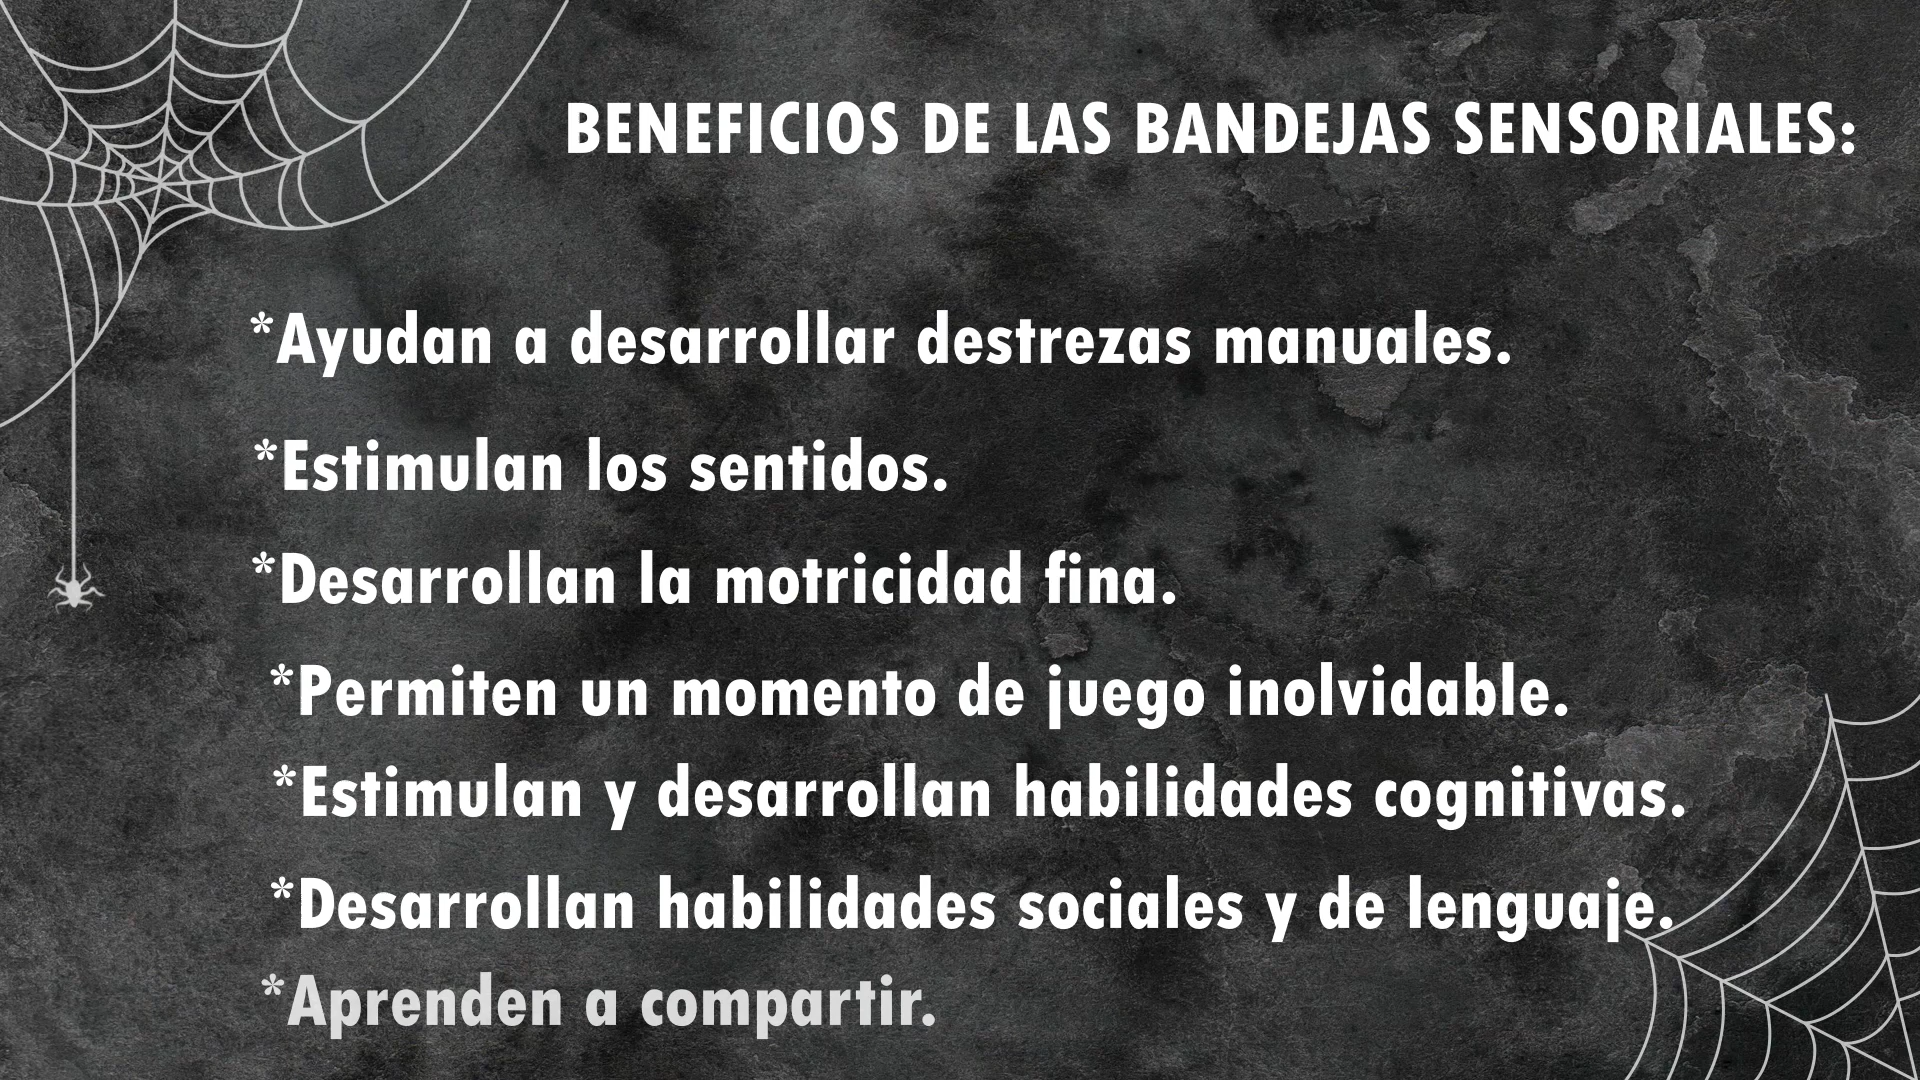 BENEFICIOS DE LAS BANDEJAS SENSORIALES:
*Ayudan a desarrollar destrezas manuales.
*Estimulan los sentidos.
*Desarrollan la motricidad fina.
*Permiten un momento de juego inolvidable.
*Estimulan y desarrollan habilidades cognitivas.
*Desarrollan habilidades sociales y de lenguaje.
*Aprenden a compartir.